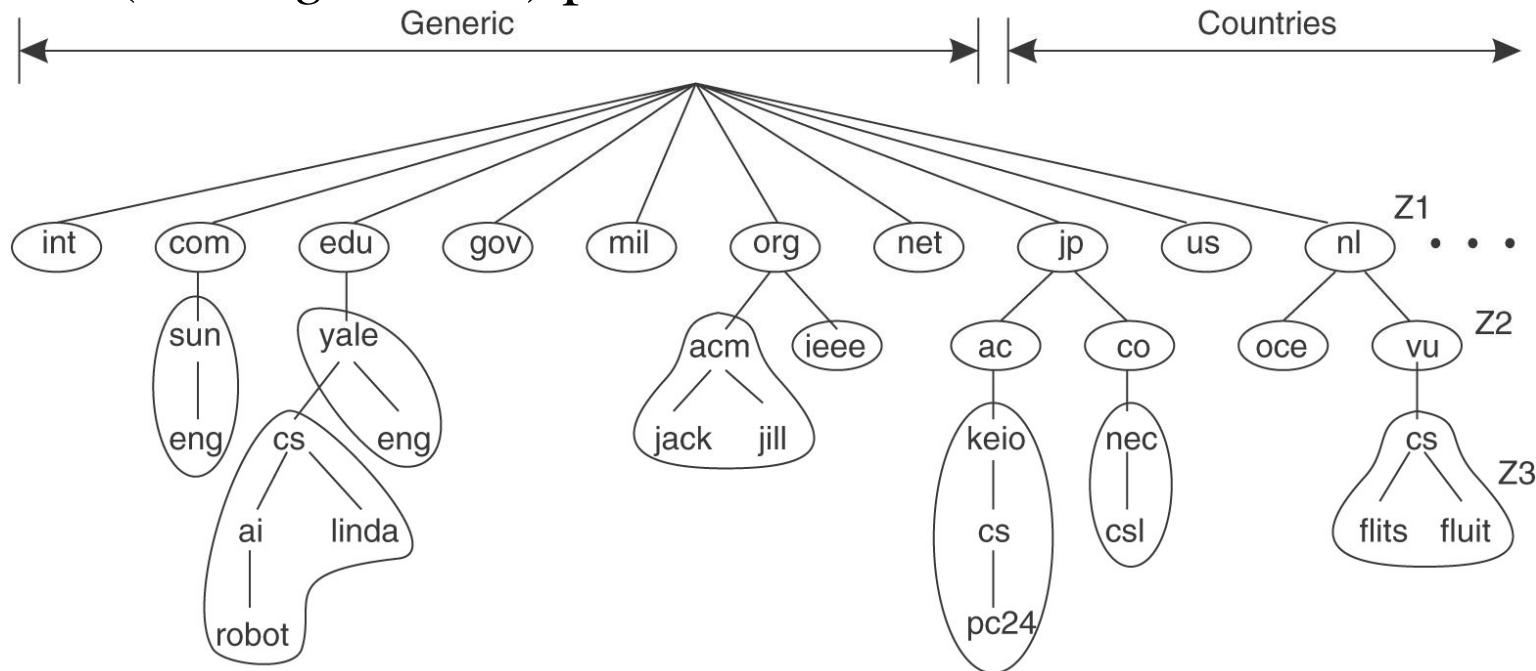 Generic Countries
Z1
int com edu gov mil org net jp us nl • • •
Z2
sun yale acm ieee ac co oce vu
eng cs eng jack jill keio nec cs
Z3
ai linda cs csl flits fluit
robot pc24